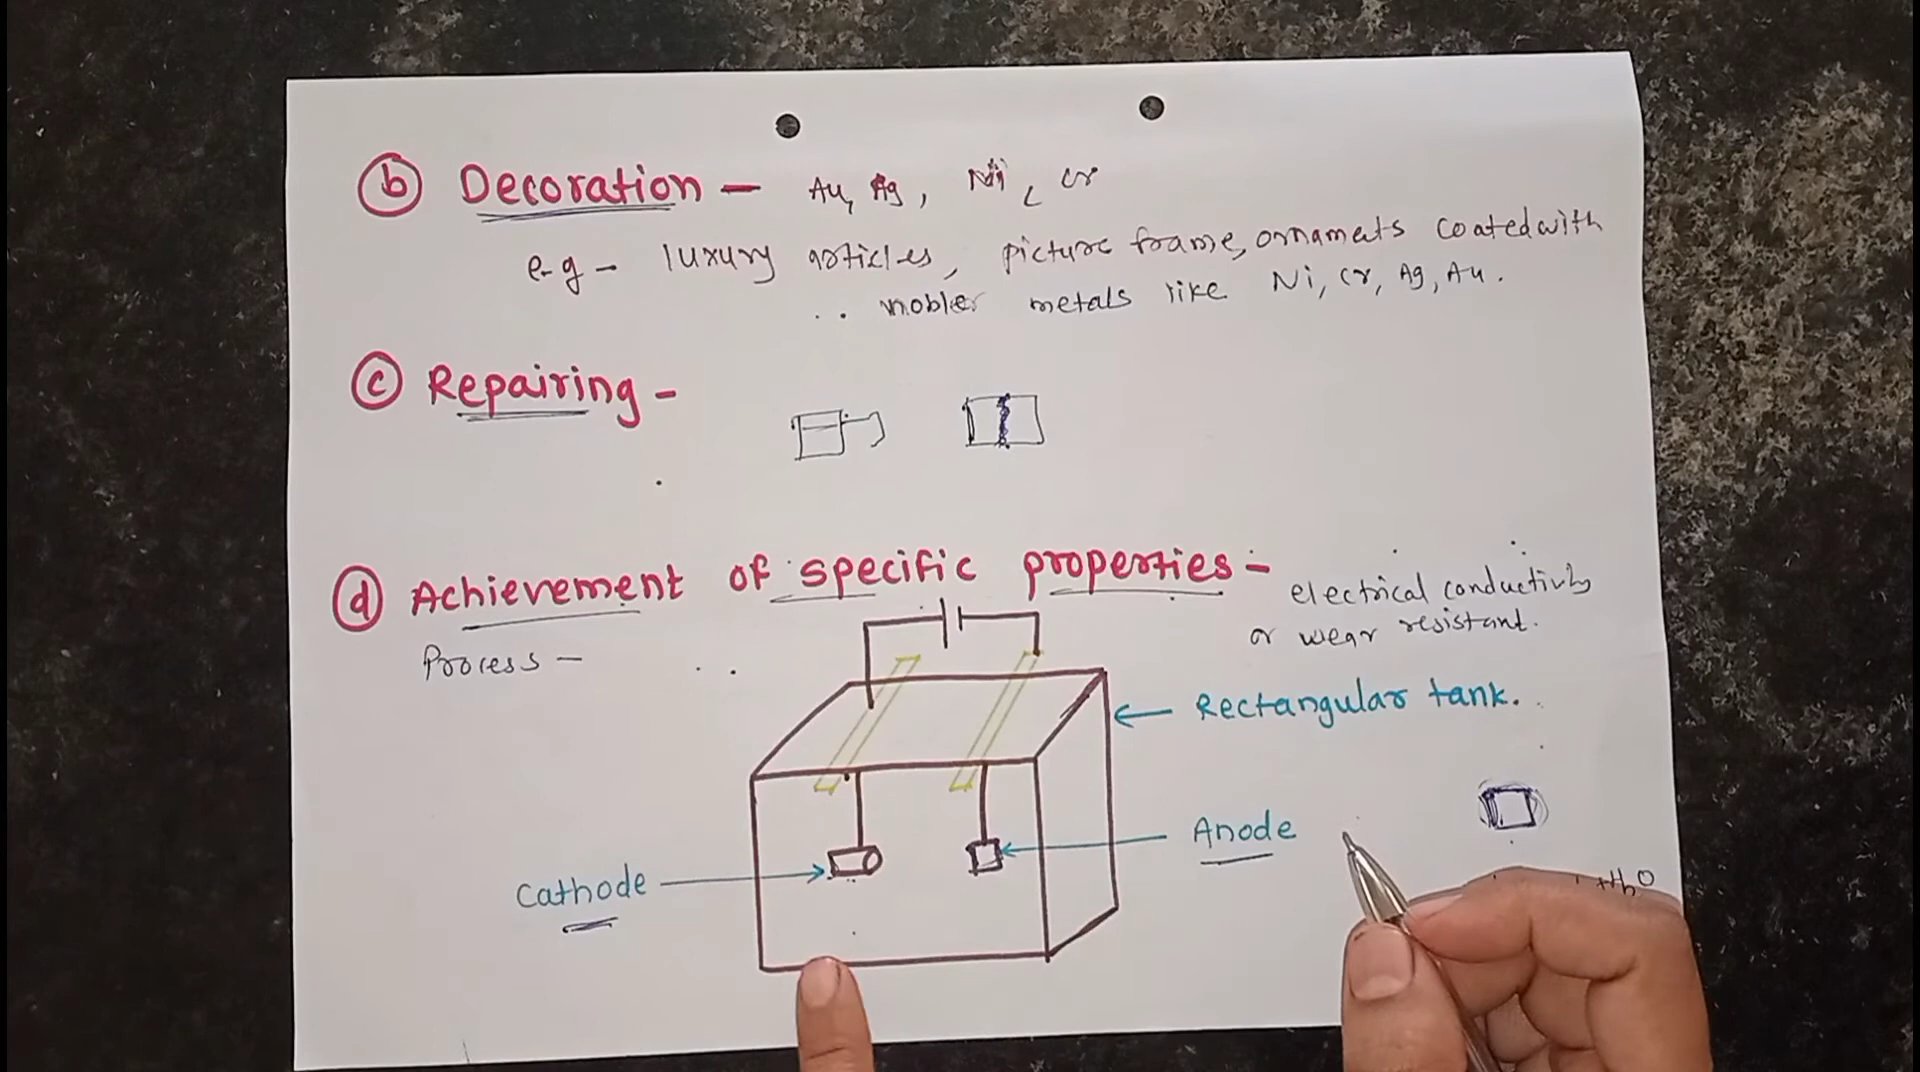 b Decoration - Au, Ag, Ni, Cr
e-g - luxury articles, picture frame, ornamats coated with
nobler metals like Ni, Cr, Ag, Au.
c Repairing -
d Achievement of specific properties -
electrical conductivity
or wear resistant.
Process -
Rectangular tank.
Anode
Cathode